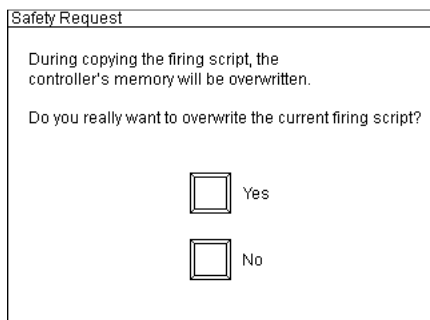 Safety Request
During copying the firing script, the
controller's memory will be overwritten.
Do you really want to overwrite the current firing script?
Yes
No